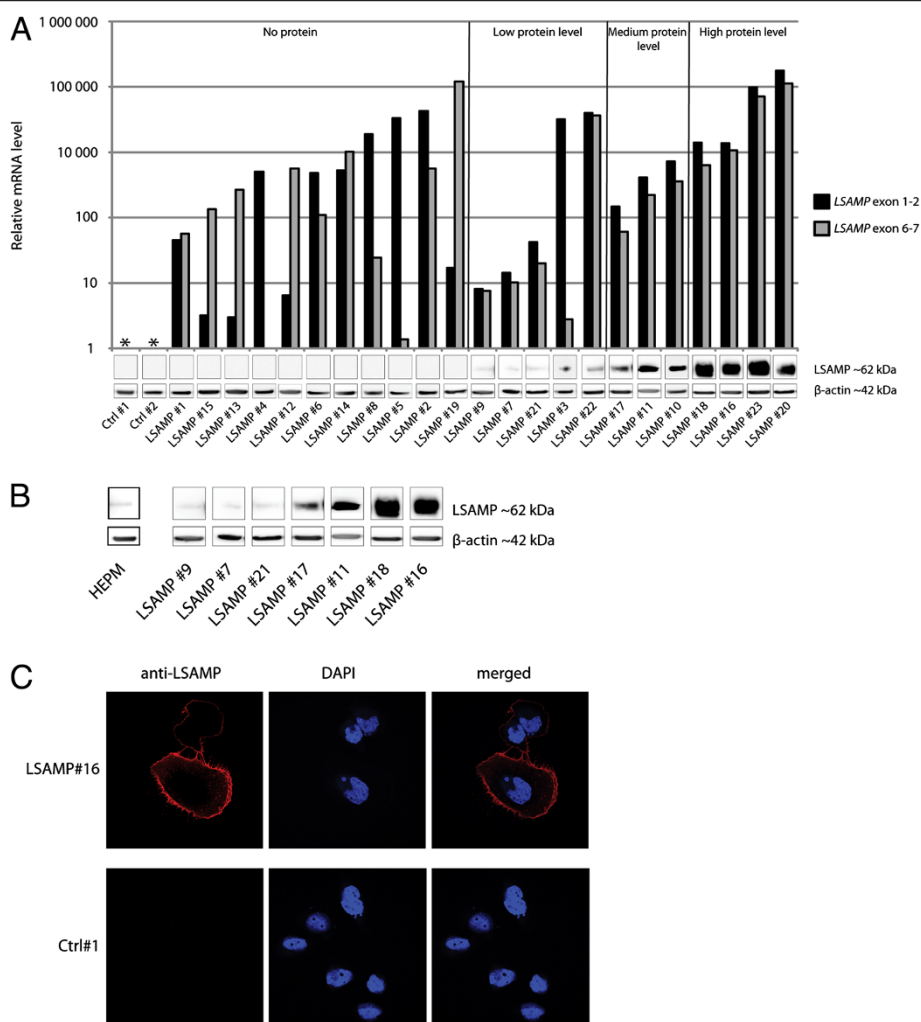 A
Relative mRNA level
1 000 000
100 000
10 000
100
10
1
No protein
Low protein level
Medium protein
level
High protein level
LSAMP exon 1-2
LSAMP exon 6-7
* *
LSAMP ~62 kDa
β-actin ~42 kDa
Ctrl #1
Ctrl #2
LSAMP #1
LSAMP #15
LSAMP #13
LSAMP #4
LSAMP #12
LSAMP #6
LSAMP #14
LSAMP #8
LSAMP #5
LSAMP #2
LSAMP #19
LSAMP #9
LSAMP #7
LSAMP #21
LSAMP #3
LSAMP #22
LSAMP #17
LSAMP #11
LSAMP #10
LSAMP #18
LSAMP #16
LSAMP #23
LSAMP #20
B
LSAMP ~62 kDa
β-actin ~42 kDa
HEPM
LSAMP #9
LSAMP #7
LSAMP #21
LSAMP #17
LSAMP #11
LSAMP #18
LSAMP #16
C
anti-LSAMP
DAPI
merged
LSAMP#16
Ctrl#1